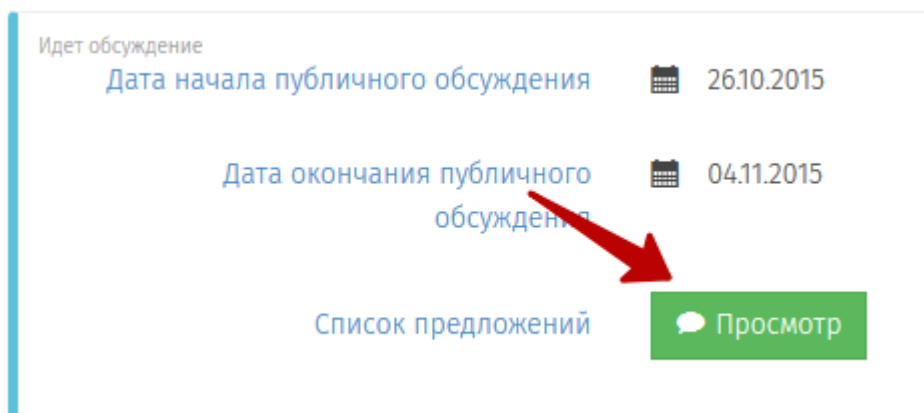 Идет обсуждение
Дата начала публичного обсуждения 26.10.2015
Дата окончания публичного 04.11.2015
обсуждения
Список предложений Просмотр